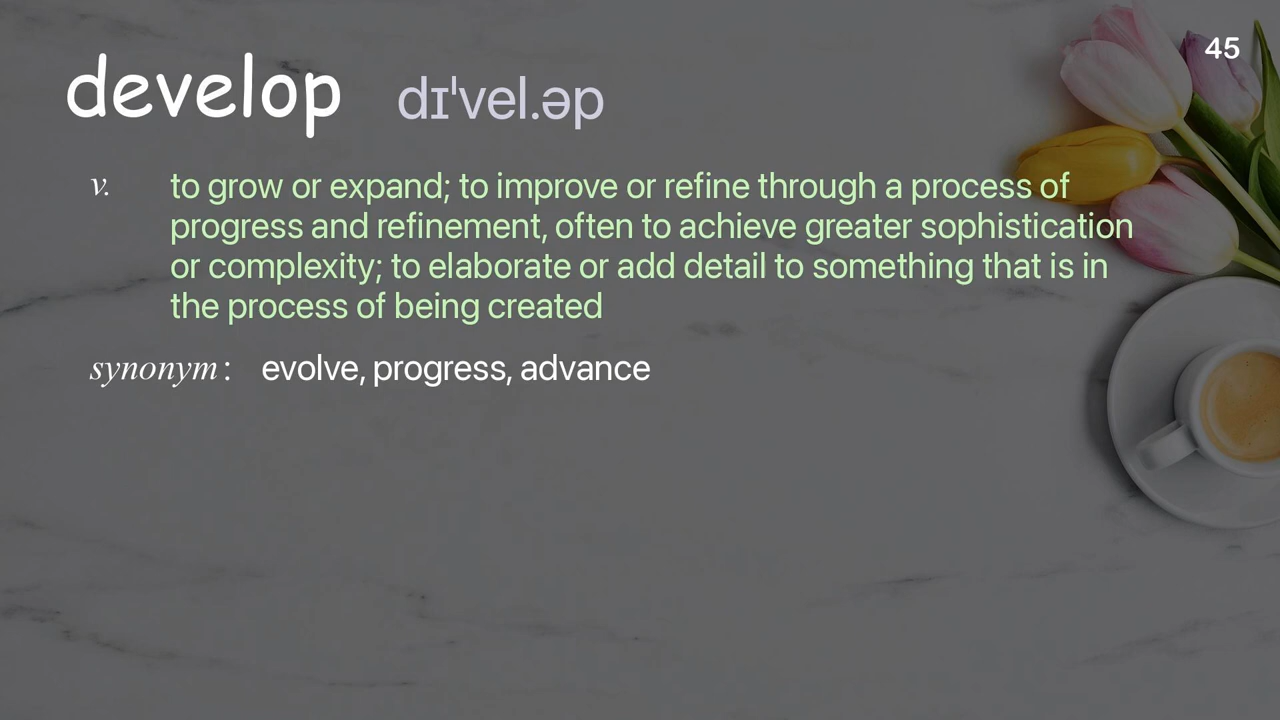 45
develop dɪˈvel.əp
v. to grow or expand; to improve or refine through a process of
progress and refinement, often to achieve greater sophistication
or complexity; to elaborate or add detail to something that is in
the process of being created
synonym : evolve, progress, advance